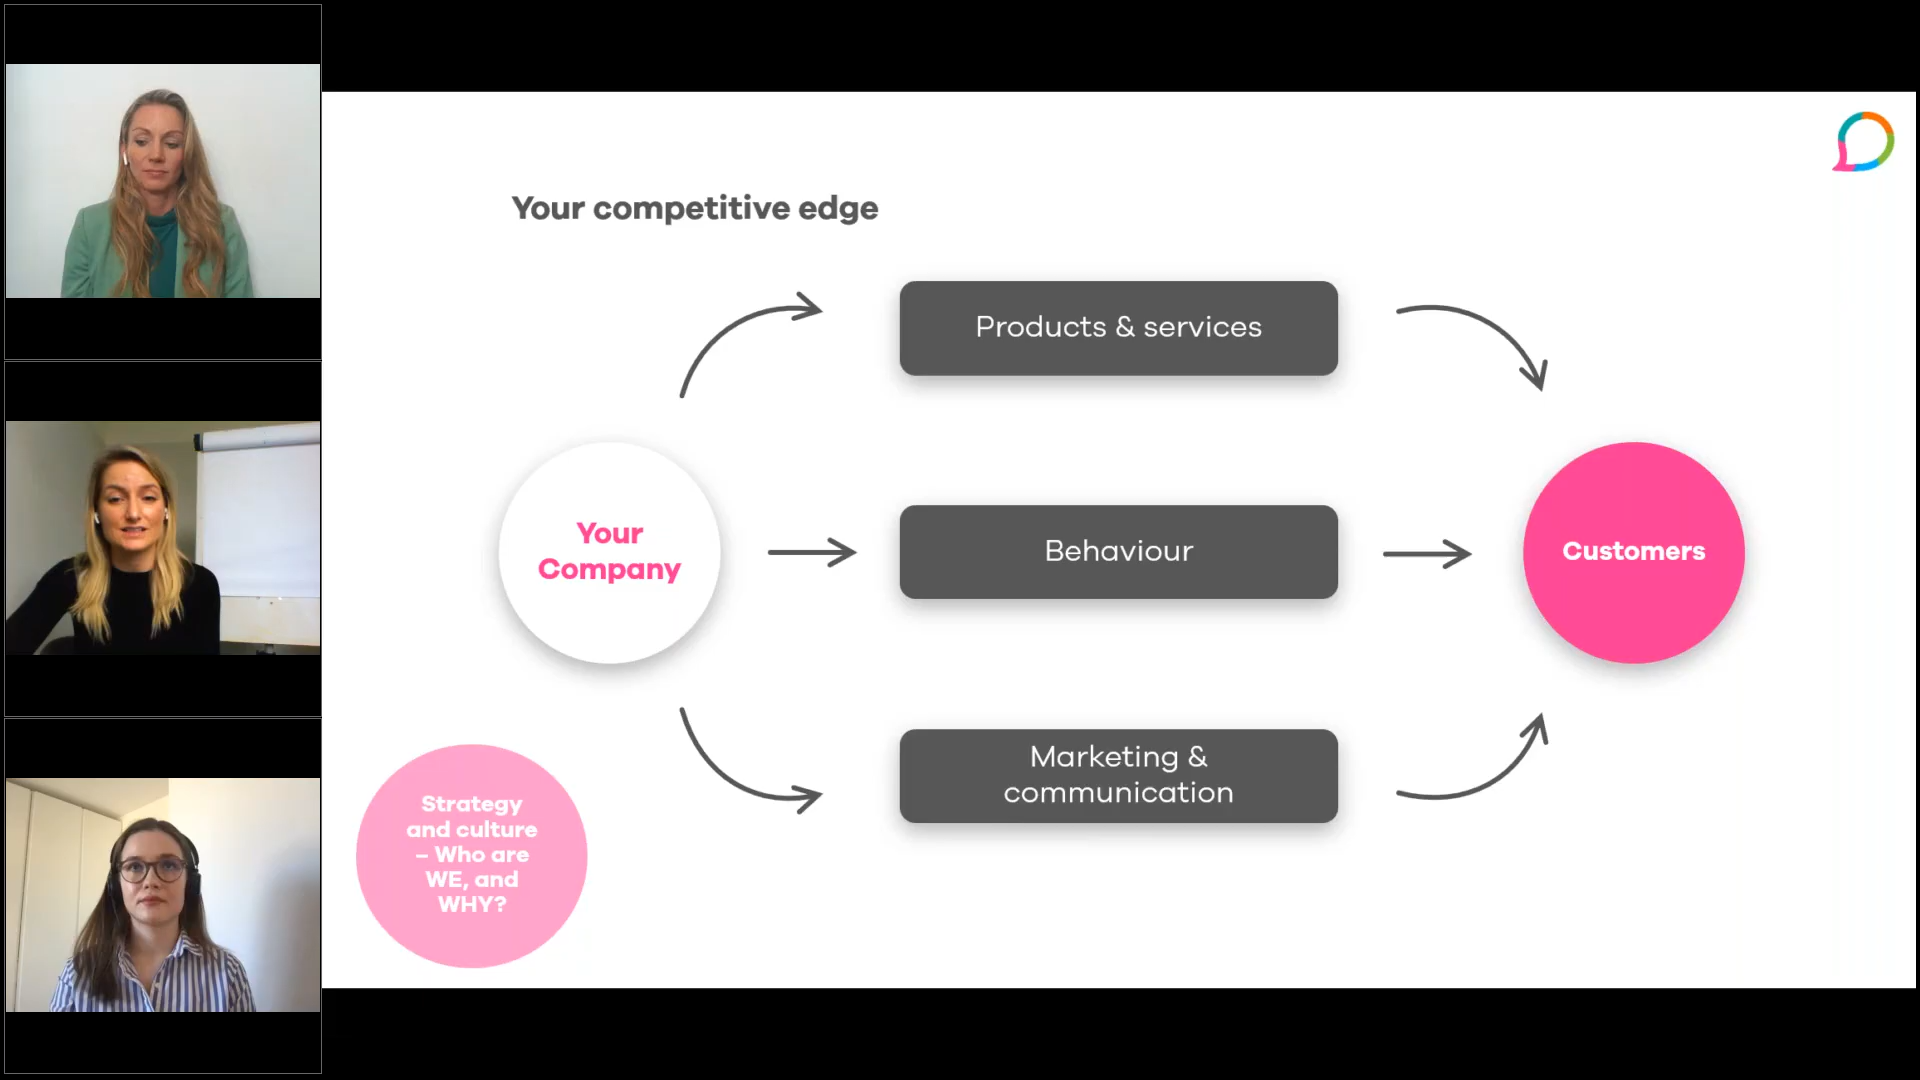 Your competitive edge
Products & services
Your
Company
Behaviour
Customers
Marketing &
communication
Strategy
and culture
– Who are
WE, and
WHY?